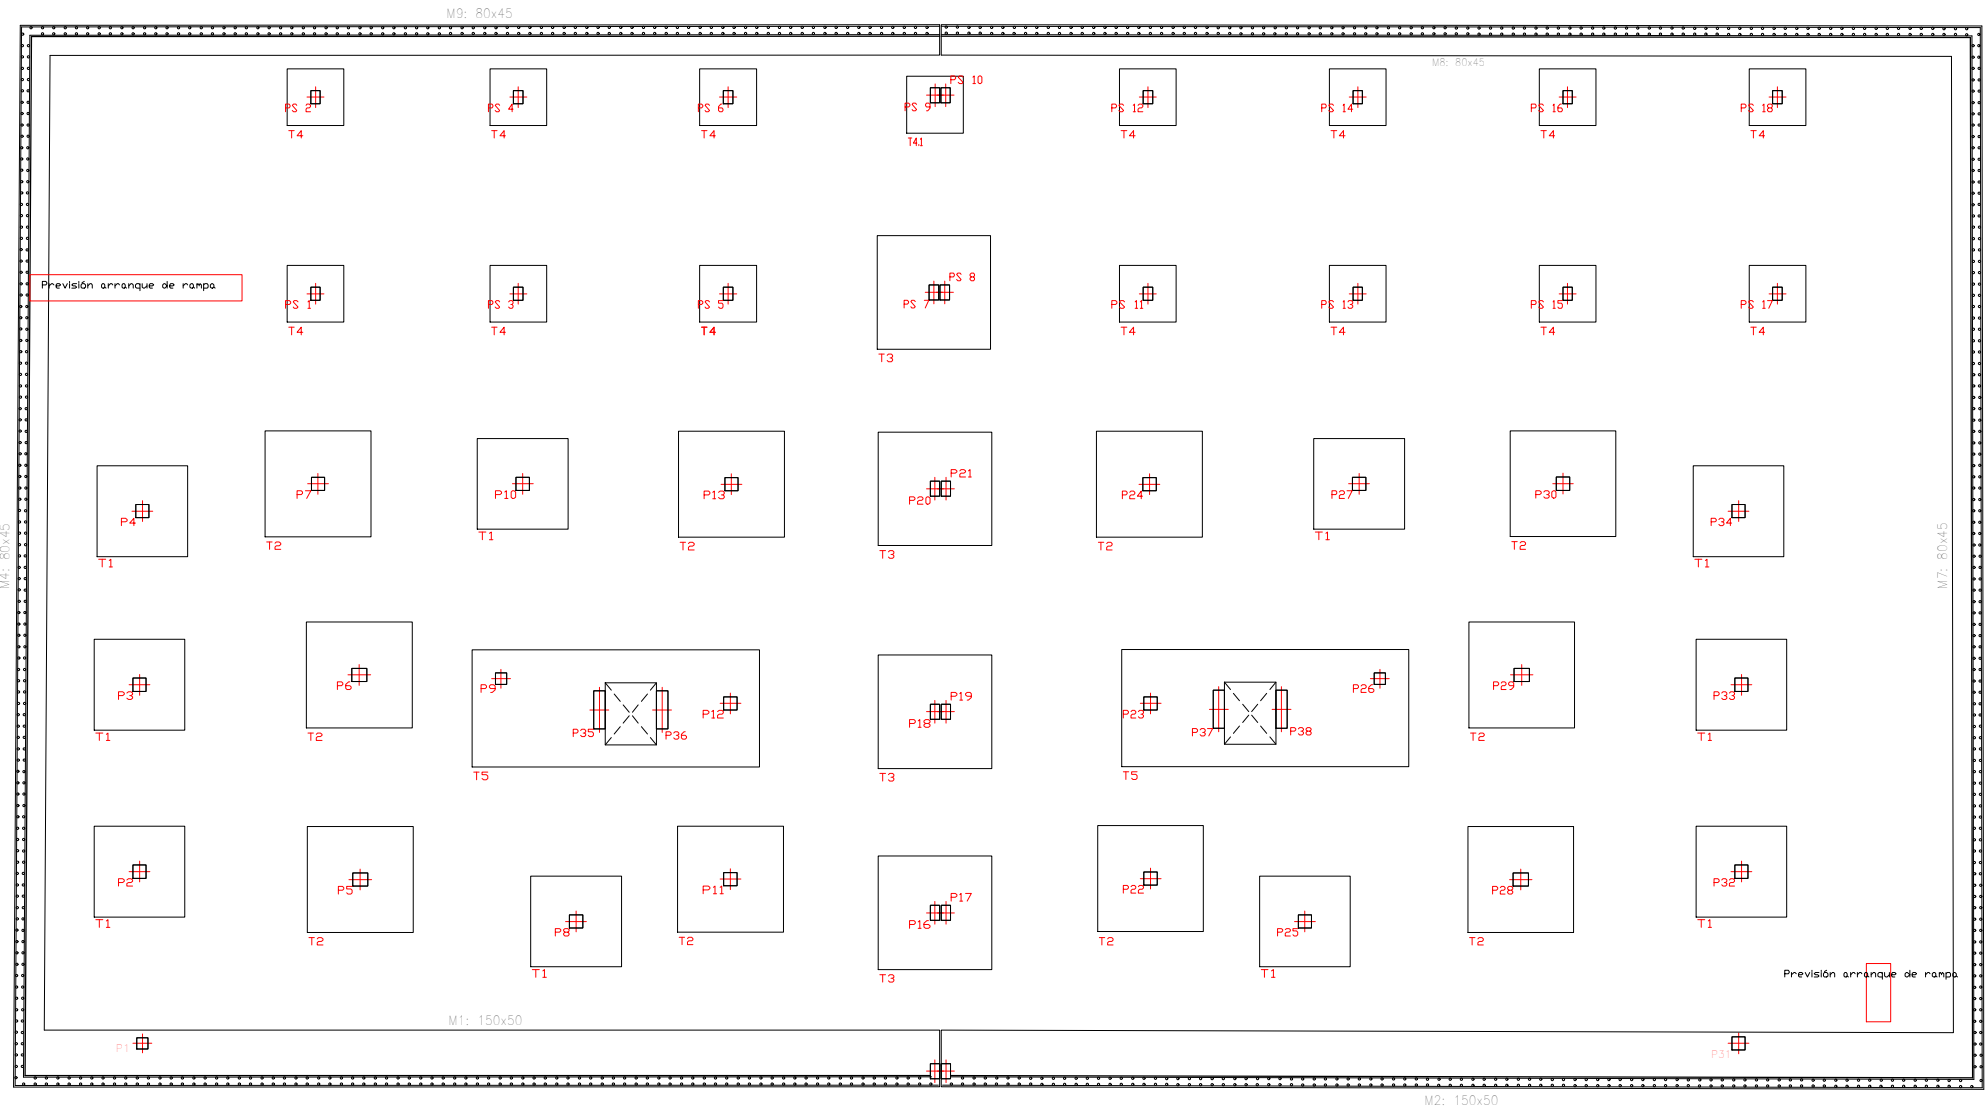 M9: 80x45
M8: 80x45
PS 10
PS 2
PS 4
PS 6
PS 9
PS 12
PS 14
PS 16
PS 18
T4
T4
T4
T4.1
T4
T4
T4
T4
Previsión arranque de rampa
PS 8
PS 1
PS 3
PS 5
PS 7
PS 11
PS 13
PS 15
PS 17
T4
T4
T4
T3
T4
T4
T4
T4
P21
P7
P10
P13
P20
P24
P27
P30
P4
P34
T2
T1
T2
T3
T2
T1
T2
T1
T1
M4: 80x45
M7: 80x45
P3
P6
P9
P12
P19
P18
P23
P26
P29
P33
P35
P36
P37
P38
T1
T2
T5
T3
T5
T2
T1
P2
P5
P11
P17
P16
P22
P28
P32
P8
P25
T1
T2
T1
T2
T3
T2
T1
T2
T1
Previsión arranque de rampa
M1: 150x50
P1
P31
M2: 150x50